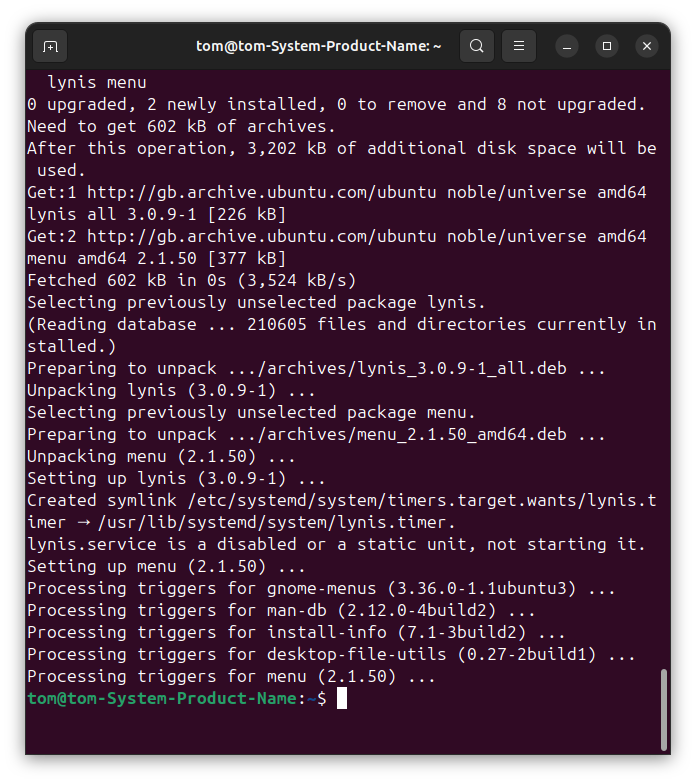 tom@tom-System-Product-Name: ~
lynis menu
0 upgraded, 2 newly installed, 0 to remove and 8 not upgraded.
Need to get 602 kB of archives.
After this operation, 3,202 kB of additional disk space will be
used.
Get:1 http://gb.archive.ubuntu.com/ubuntu noble/universe amd64
lynis all 3.0.9-1 [226 kB]
Get:2 http://gb.archive.ubuntu.com/ubuntu noble/universe amd64
menu amd64 2.1.50 [377 kB]
Fetched 602 kB in 0s (3,524 kB/s)
Selecting previously unselected package lynis.
(Reading database ... 210605 files and directories currently in
stalled.)
Preparing to unpack .../archives/lynis_3.0.9-1_all.deb ...
Unpacking lynis (3.0.9-1) ...
Selecting previously unselected package menu.
Preparing to unpack .../archives/menu_2.1.50_amd64.deb ...
Unpacking menu (2.1.50) ...
Setting up lynis (3.0.9-1) ...
Created symlink /etc/systemd/system/timers.target.wants/lynis.t
imer → /usr/lib/systemd/system/lynis.timer.
lynis.service is a disabled or a static unit, not starting it.
Setting up menu (2.1.50) ...
Processing triggers for gnome-menus (3.36.0-1.1ubuntu3) ...
Processing triggers for man-db (2.12.0-4build2) ...
Processing triggers for install-info (7.1-3build2) ...
Processing triggers for desktop-file-utils (0.27-2build1) ...
Processing triggers for menu (2.1.50) ...
tom@tom-System-Product-Name:~$